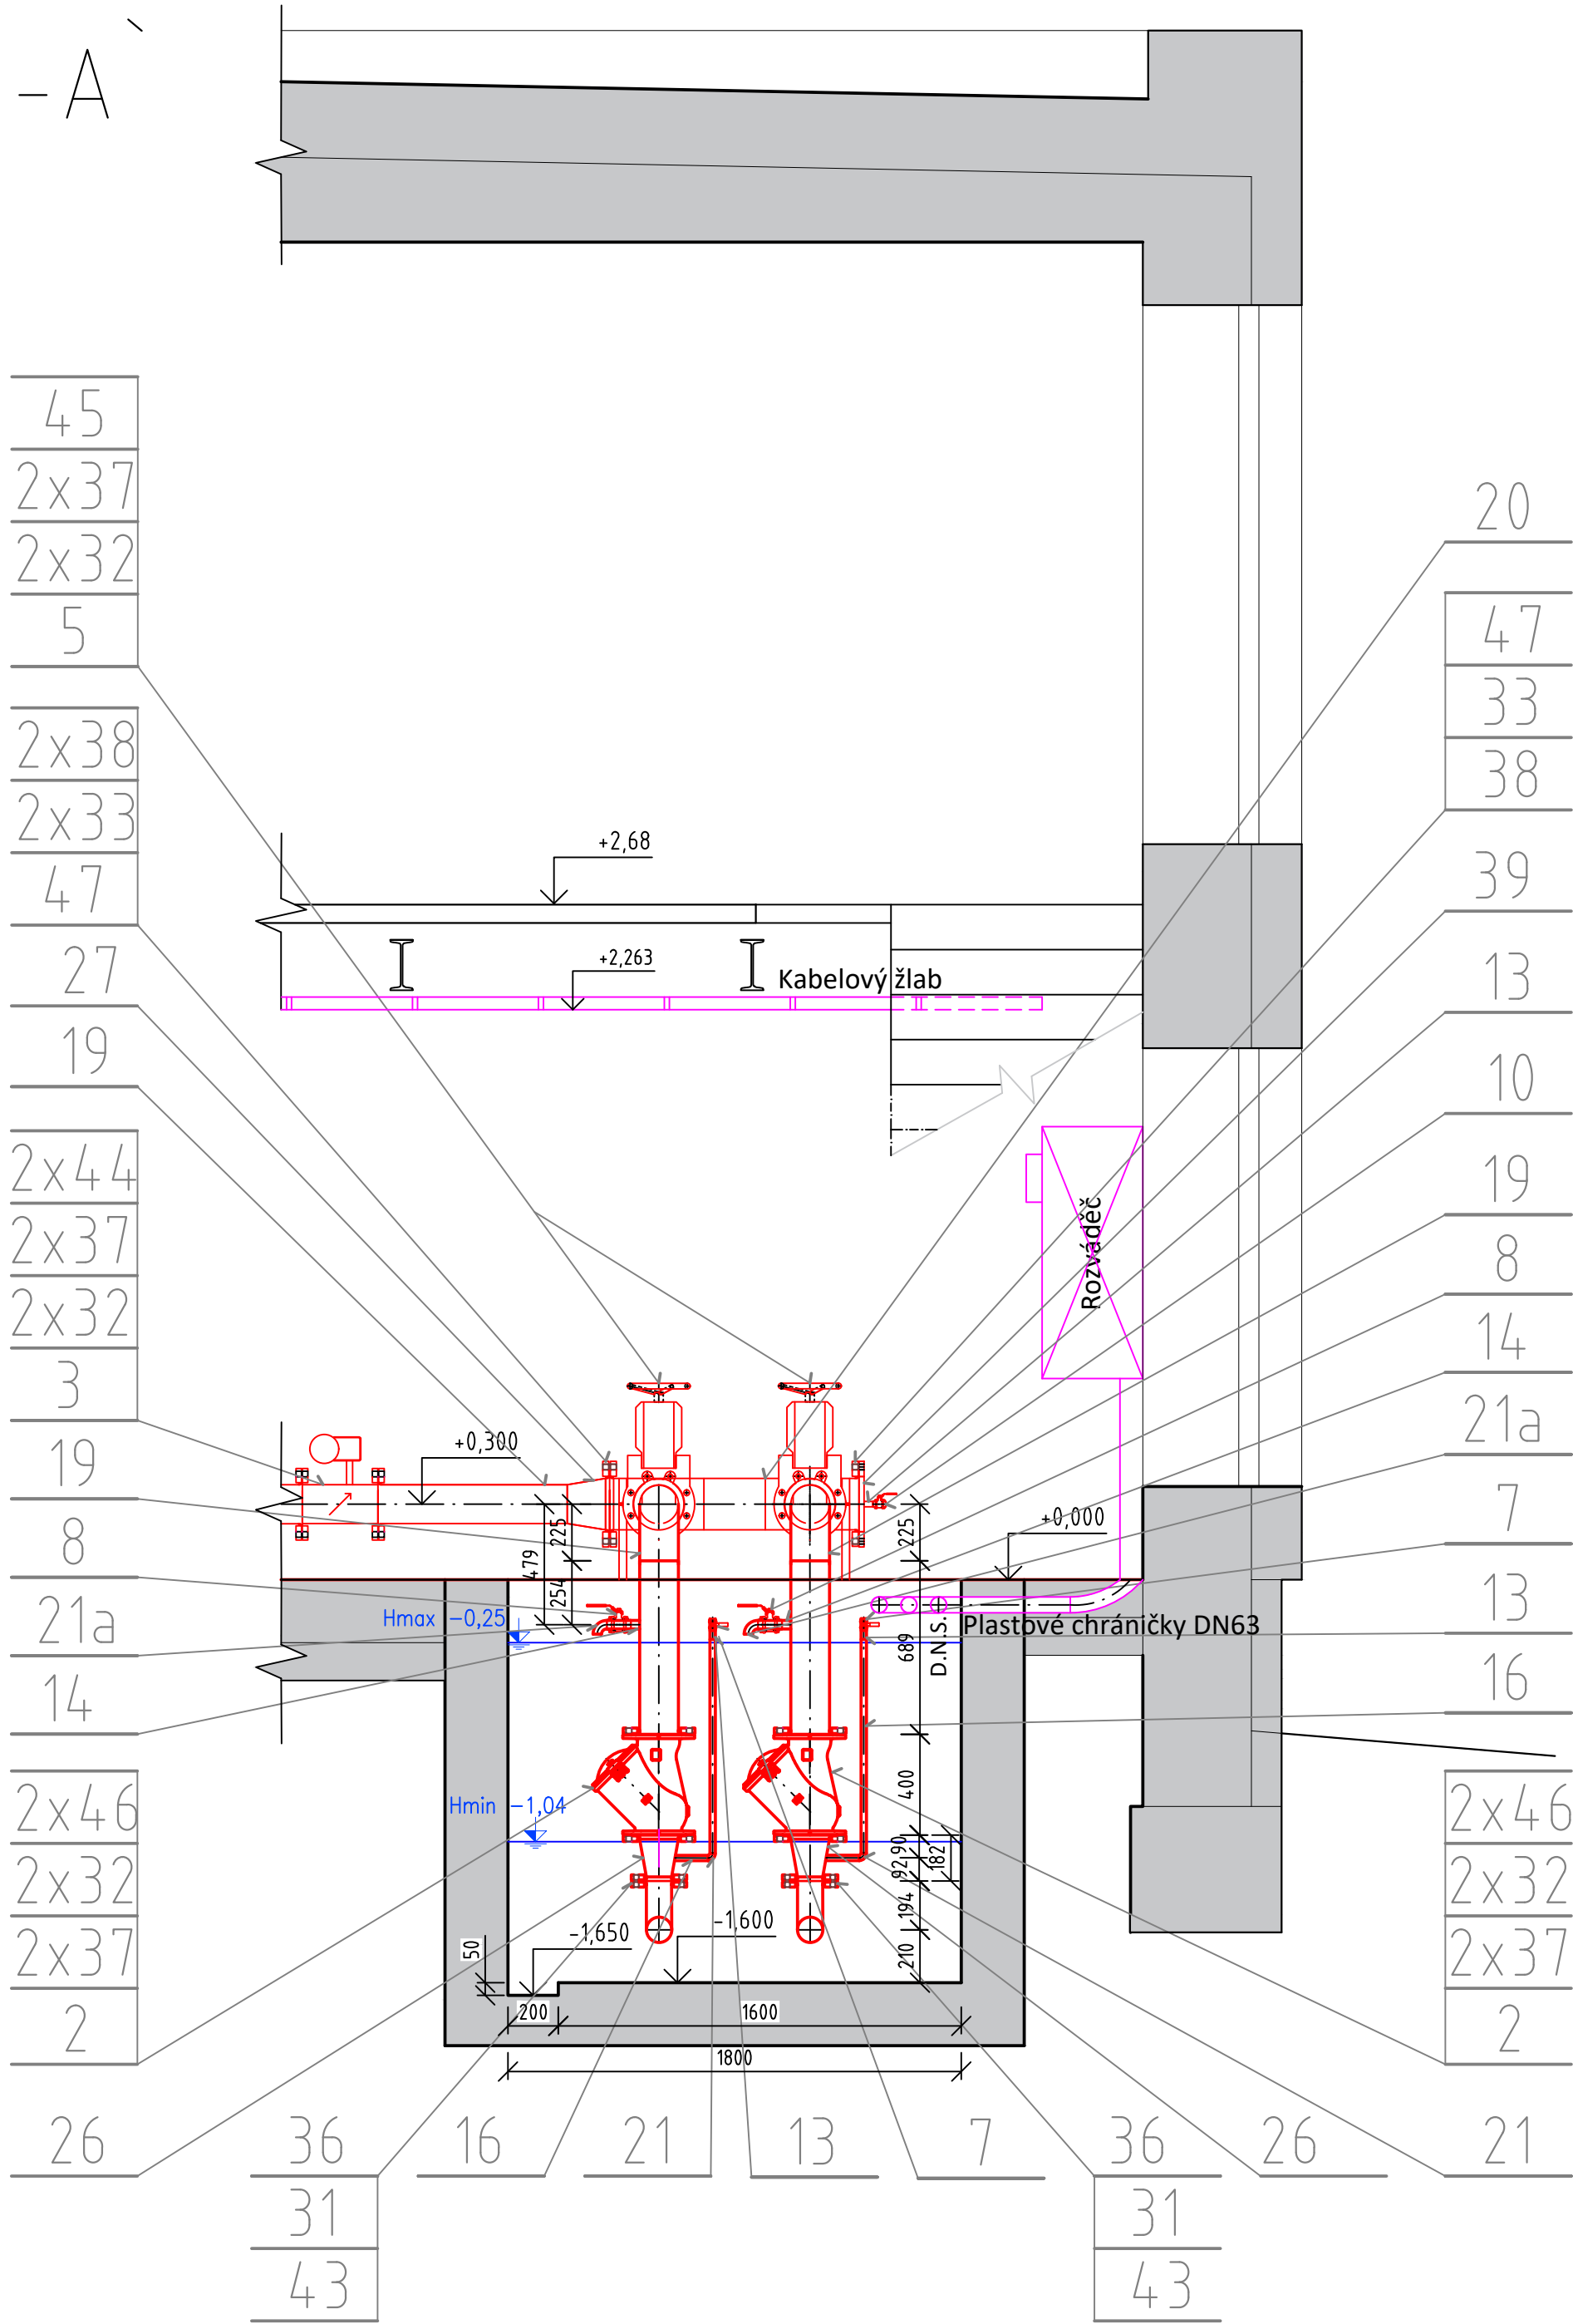 -A`
45
2x37
2x32
5
2x38
2x33
47
27
19
2x44
2x37
2x32
3
19
8
21a
14
2x46
2x32
2x37
2
26
20
47
33
38
39
13
10
19
8
14
21a
7
13
16
2x46
2x32
2x37
2
21
+2,68
+2,263
Kabelový žlab
Rozváděč
+0,300
+0,000
225
479
254
225
Hmax -0,25
689
D.N.S.
Plastové chráničky DN63
400
Hmin -1,04
90
182
92
194
210
-1,650
-1,600
50
200
1600
1800
36
31
43
16
21
13
7
36
31
43
26